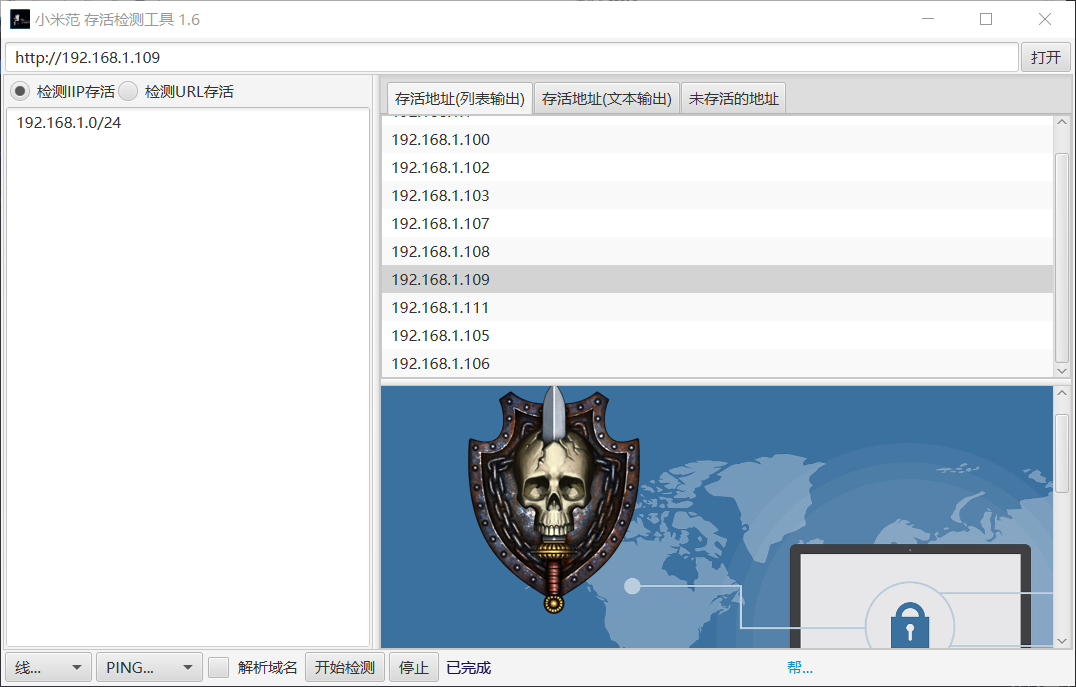 小米范 存活检测工具 1.6
http://192.168.1.109 打开
检测IIP存活 检测URL存活
192.168.1.0/24
存活地址(列表输出) 存活地址(文本输出) 未存活的地址
192.168.1.100
192.168.1.102
192.168.1.103
192.168.1.107
192.168.1.108
192.168.1.109
192.168.1.111
192.168.1.105
192.168.1.106
线... PING... 解析域名 开始检测 停止 已完成 帮...